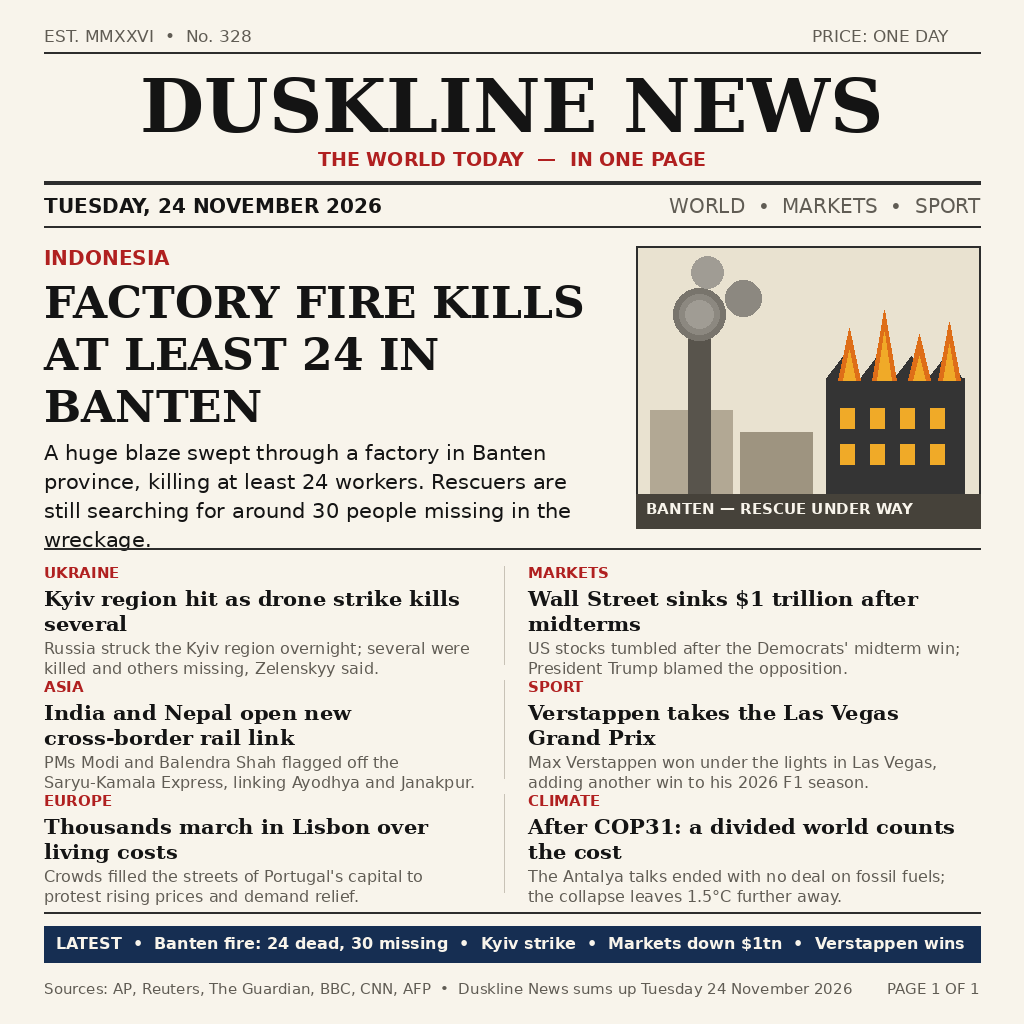 EST. MMXXVI • No. 328
PRICE: ONE DAY
DUSKLINE NEWS
THE WORLD TODAY — IN ONE PAGE
TUESDAY, 24 NOVEMBER 2026
WORLD • MARKETS • SPORT
INDONESIA
FACTORY FIRE KILLS
AT LEAST 24 IN
BANTEN
A huge blaze swept through a factory in Banten
province, killing at least 24 workers. Rescuers are
still searching for around 30 people missing in the
wreckage.
BANTEN — RESCUE UNDER WAY
UKRAINE
Kyiv region hit as drone strike kills
several
Russia struck the Kyiv region overnight; several were
killed and others missing, Zelenskyy said.
MARKETS
Wall Street sinks $1 trillion after
midterms
US stocks tumbled after the Democrats' midterm win;
President Trump blamed the opposition.
ASIA
India and Nepal open new
cross-border rail link
PMs Modi and Balendra Shah flagged off the
Saryu-Kamala Express, linking Ayodhya and Janakpur.
SPORT
Verstappen takes the Las Vegas
Grand Prix
Max Verstappen won under the lights in Las Vegas,
adding another win to his 2026 F1 season.
EUROPE
Thousands march in Lisbon over
living costs
Crowds filled the streets of Portugal's capital to
protest rising prices and demand relief.
CLIMATE
After COP31: a divided world counts
the cost
The Antalya talks ended with no deal on fossil fuels;
the collapse leaves 1.5°C further away.
LATEST • Banten fire: 24 dead, 30 missing • Kyiv strike • Markets down $1tn • Verstappen wins
Sources: AP, Reuters, The Guardian, BBC, CNN, AFP • Duskline News sums up Tuesday 24 November 2026
PAGE 1 OF 1